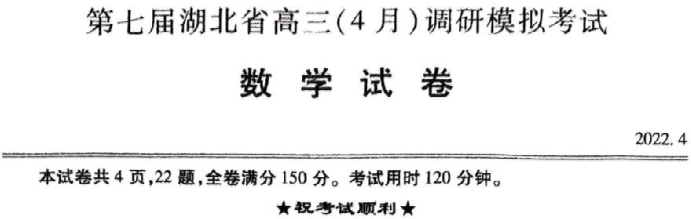 第七届湖北省高三(4月)调研模拟考试
数学试卷
2022.4
本试卷共4页,22题,全卷满分150分。考试用时120分钟。
★祝考试顺利★